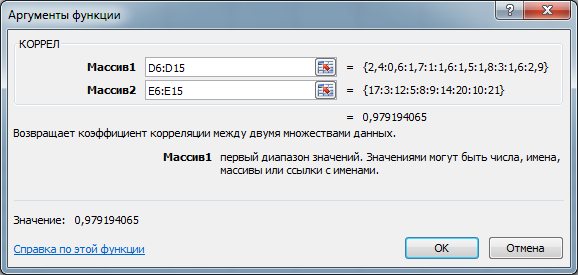 Аргументы функции
КОРРЕЛ
Массив1 D6:D15 = {2,4:0,6:1,7:1:1,6:1,5:1,8:3:1,6:2,9}
Массив2 E6:E15 = {17:3:12:5:8:9:14:20:10:21}
= 0,979194065
Возвращает коэффициент корреляции между двумя множествами данных.
Массив1 первый диапазон значений. Значениями могут быть числа, имена,
массивы или ссылки с именами.
Значение: 0,979194065
Справка по этой функции OK Отмена